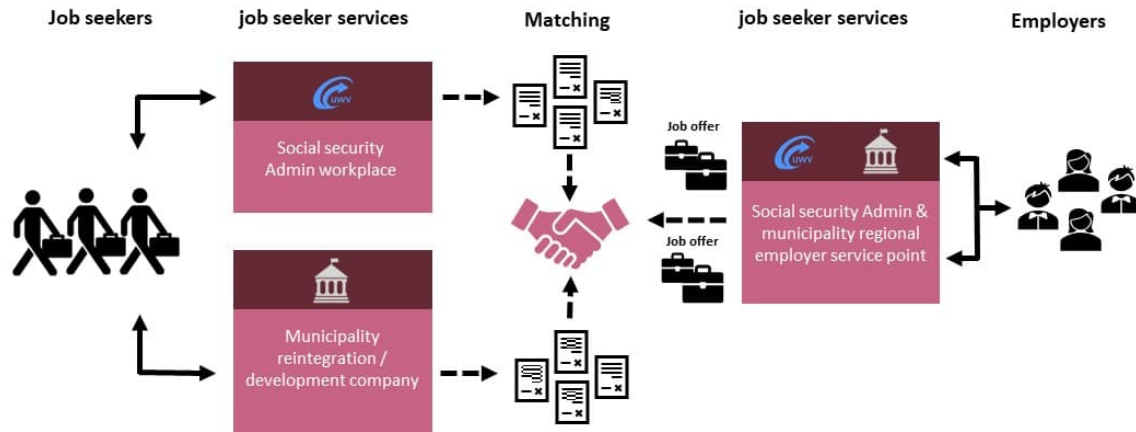 Job seekers
job seeker services
Matching
job seeker services
Employers
UWV
Social security
Admin workplace
Job offer
UWV
Social security Admin &
municipality regional
employer service point
Job offer
Municipality
reintegration /
development company